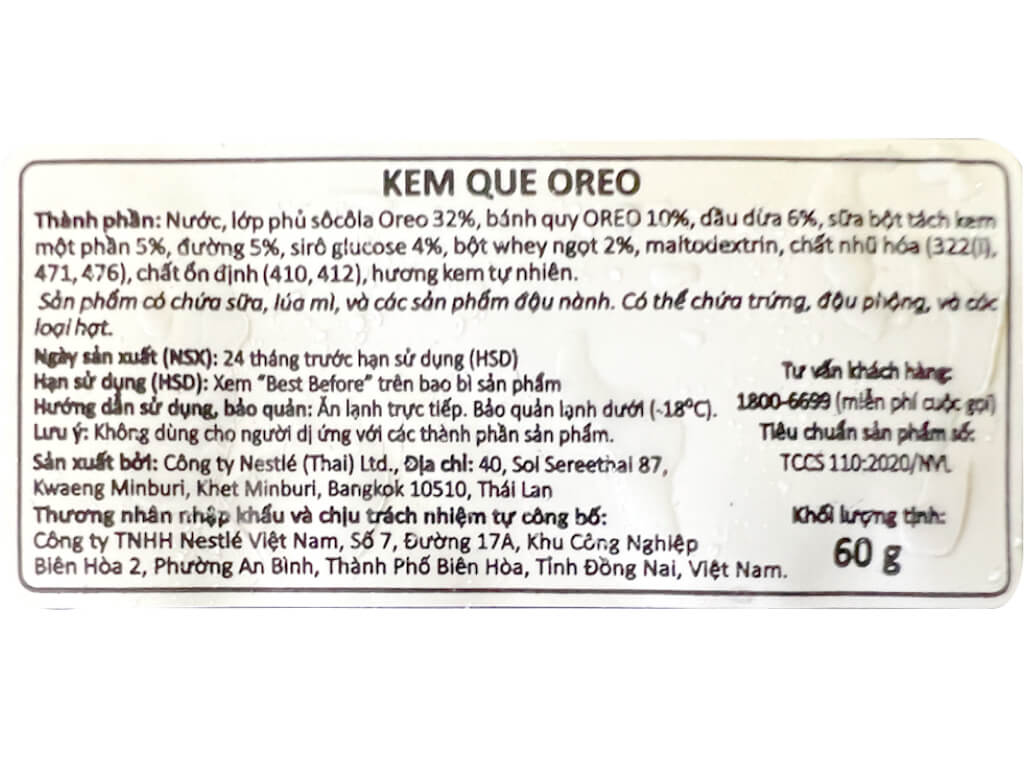 KEM QUE OREO
Thành phần: Nước, lớp phủ sôcôla Oreo 32%, bánh quy OREO 10%, dầu dừa 6%, sữa bột tách kem
một phần 5%, đường 5%, sirô glucose 4%, bột whey ngọt 2%, maltodextrin, chất nhũ hóa (322(i),
471, 476), chất ổn định (410, 412), hương kem tự nhiên.
Sản phẩm có chứa sữa, lúa mì, và các sản phẩm đậu nành. Có thể chứa trứng, đậu phộng, và các
loại hạt.
Ngày sản xuất (NSX): 24 tháng trước hạn sử dụng (HSD)
Hạn sử dụng (HSD): Xem "Best Before" trên bao bì sản phẩm
Hướng dẫn sử dụng, bảo quản: Ăn lạnh trực tiếp. Bảo quản lạnh dưới (-18°C).
Lưu ý: Không dùng cho người dị ứng với các thành phần sản phẩm.
Sản xuất bởi: Công ty Nestlé (Thai) Ltd., Địa chỉ: 40, Soi Sereethai 87,
Kwaeng Minburi, Khet Minburi, Bangkok 10510, Thái Lan
Thương nhân nhập khẩu và chịu trách nhiệm tự công bố:
Công ty TNHH Nestlé Việt Nam, Số 7, Đường 17A, Khu Công Nghiệp
Biên Hòa 2, Phường An Bình, Thành Phố Biên Hòa, Tỉnh Đồng Nai, Việt Nam.
Tư vấn khách hàng:
1800-6699 (miễn phí cuộc gọi)
Tiêu chuẩn sản phẩm số:
TCCS 110:2020/NVL
Khối lượng tịnh:
60 g